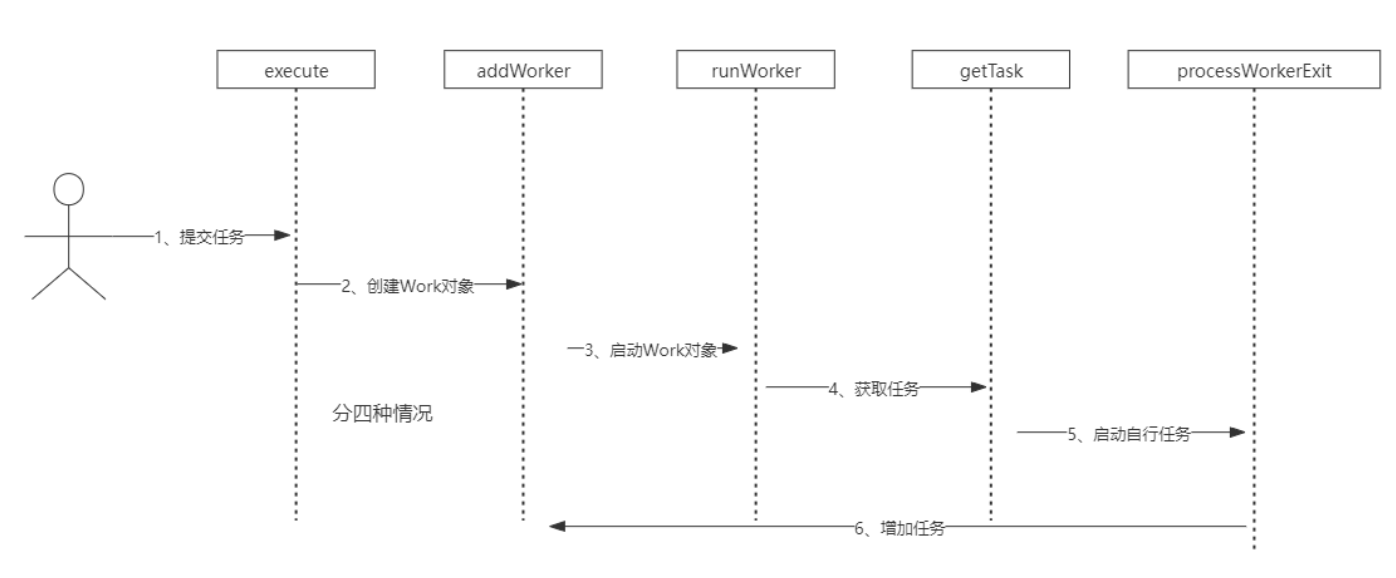 execute
addWorker
runWorker
getTask
processWorkerExit
1、提交任务
2、创建Work对象
3、启动Work对象
4、获取任务
分四种情况
5、启动自行任务
6、增加任务